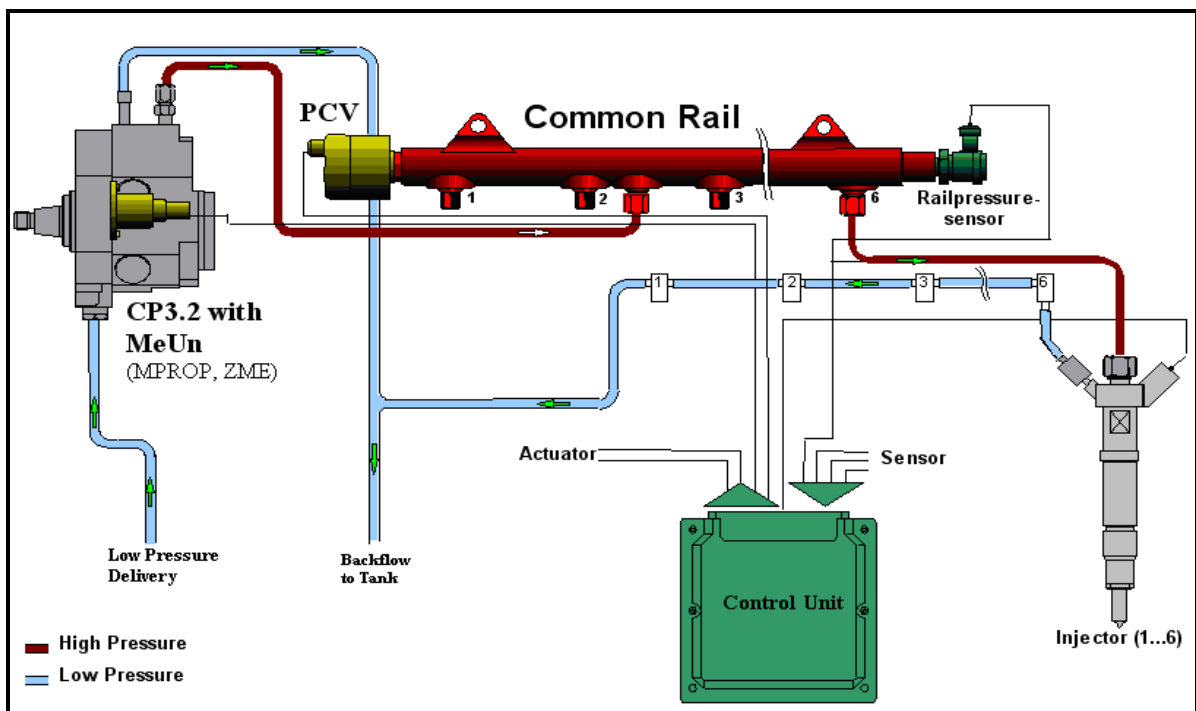 PCV
Common Rail
1
2
3
6
Railpressure-
sensor
CP3.2 with
MeUn
(MPROP, ZME)
1
2
3
6
Actuator
Sensor
Low Pressure
Delivery
Backflow
to Tank
Control Unit
Injector (1...6)
High Pressure
Low Pressure